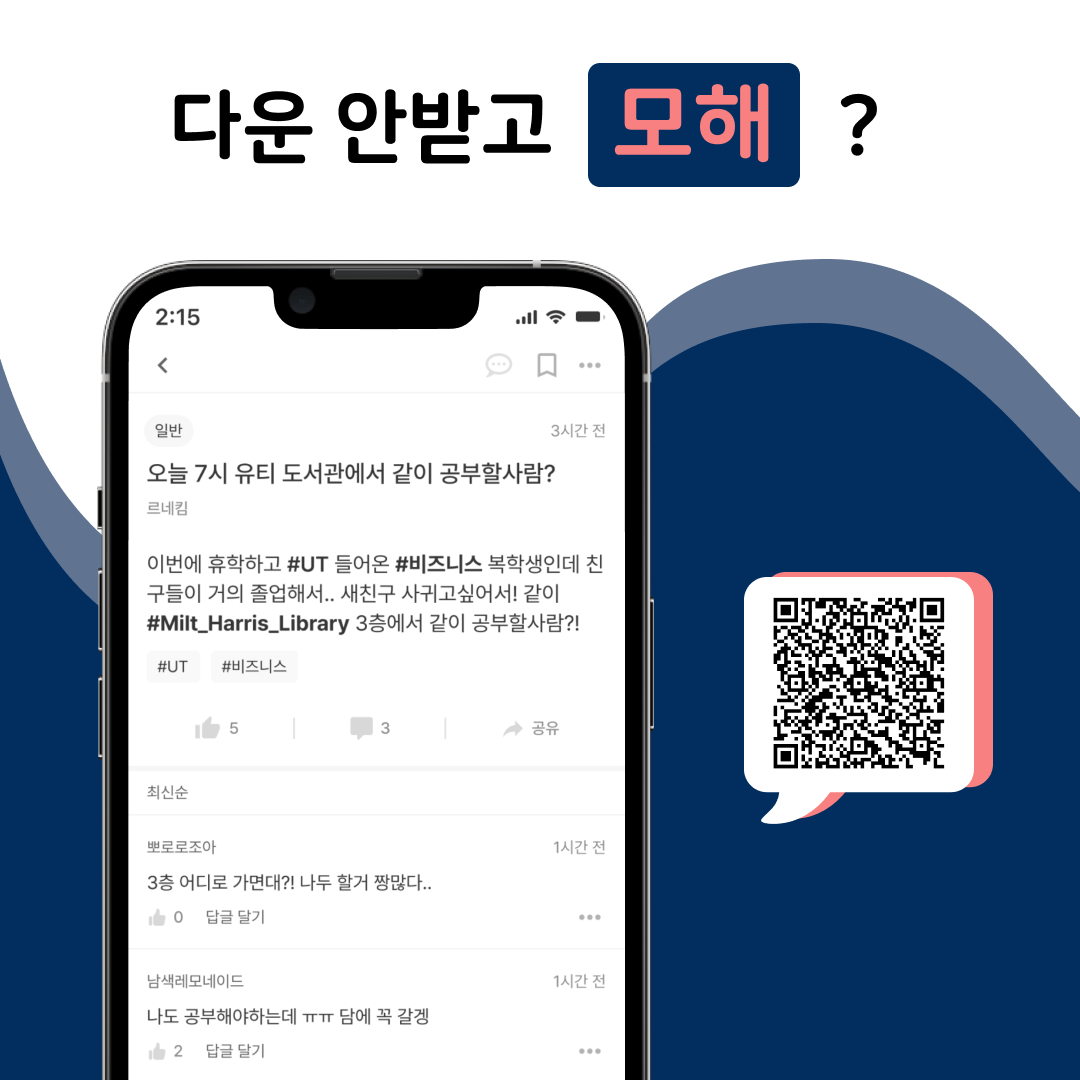 다운 안받고 모해 ?
2:15
일반
3시간 전
오늘 7시 유티 도서관에서 같이 공부할사람?
르네킴
이번에 휴학하고 #UT 들어온 #비즈니스 복학생인데 친
구들이 거의 졸업해서.. 새친구 사귀고싶어서! 같이
#Milt_Harris_Library 3층에서 같이 공부할사람?!
#UT #비즈니스
5 3 공유
최신순
뽀로로조아 1시간 전
3층 어디로 가면대?! 나두 할거 짱많다..
0 답글 달기
남색레모네이드 1시간 전
나도 공부해야하는데 ㅠㅠ 담에 꼭 갈겡
2 답글 달기